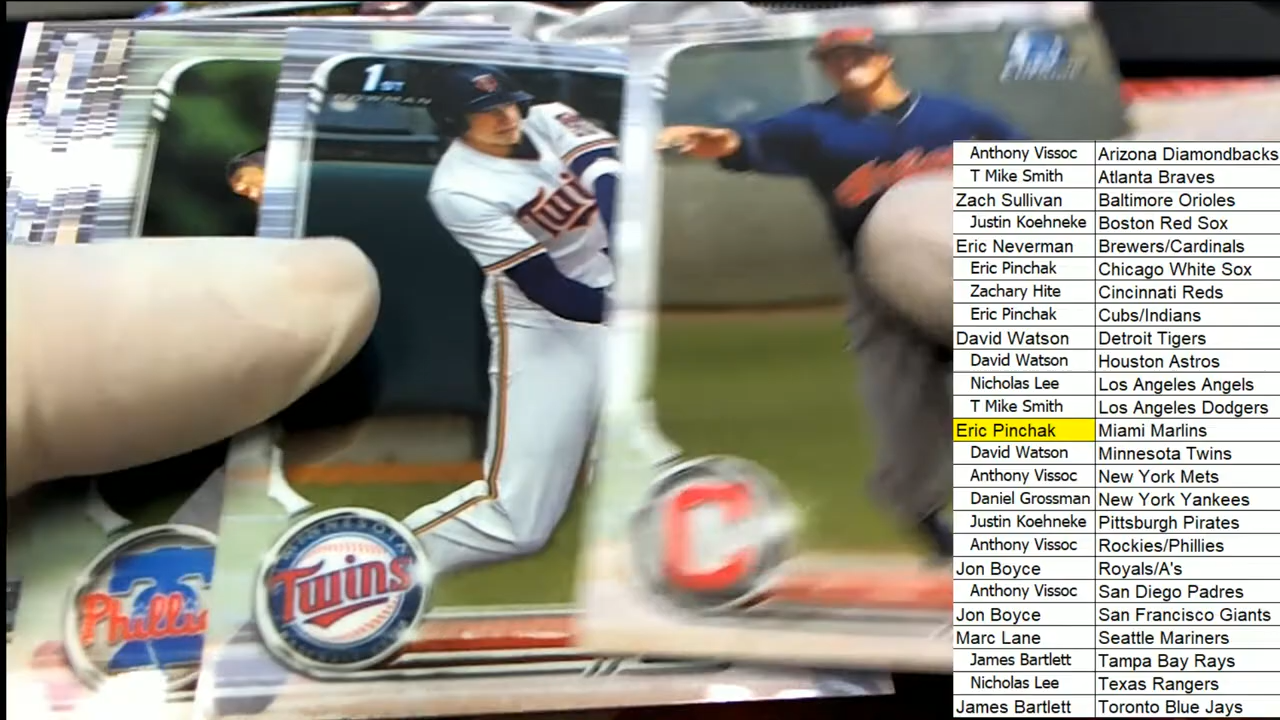 1ST
BOWMAN
Twi
Phillie
MINNESOTA
Twins
C
Anthony Vissoc Arizona Diamondbacks
T Mike Smith Atlanta Braves
Zach Sullivan Baltimore Orioles
Justin Koehneke Boston Red Sox
Eric Neverman Brewers/Cardinals
Eric Pinchak Chicago White Sox
Zachary Hite Cincinnati Reds
Eric Pinchak Cubs/Indians
David Watson Detroit Tigers
David Watson Houston Astros
Nicholas Lee Los Angeles Angels
T Mike Smith Los Angeles Dodgers
Eric Pinchak Miami Marlins
David Watson Minnesota Twins
Anthony Vissoc New York Mets
Daniel Grossman New York Yankees
Justin Koehneke Pittsburgh Pirates
Anthony Vissoc Rockies/Phillies
Jon Boyce Royals/A's
Anthony Vissoc San Diego Padres
Jon Boyce San Francisco Giants
Marc Lane Seattle Mariners
James Bartlett Tampa Bay Rays
Nicholas Lee Texas Rangers
James Bartlett Toronto Blue Jays